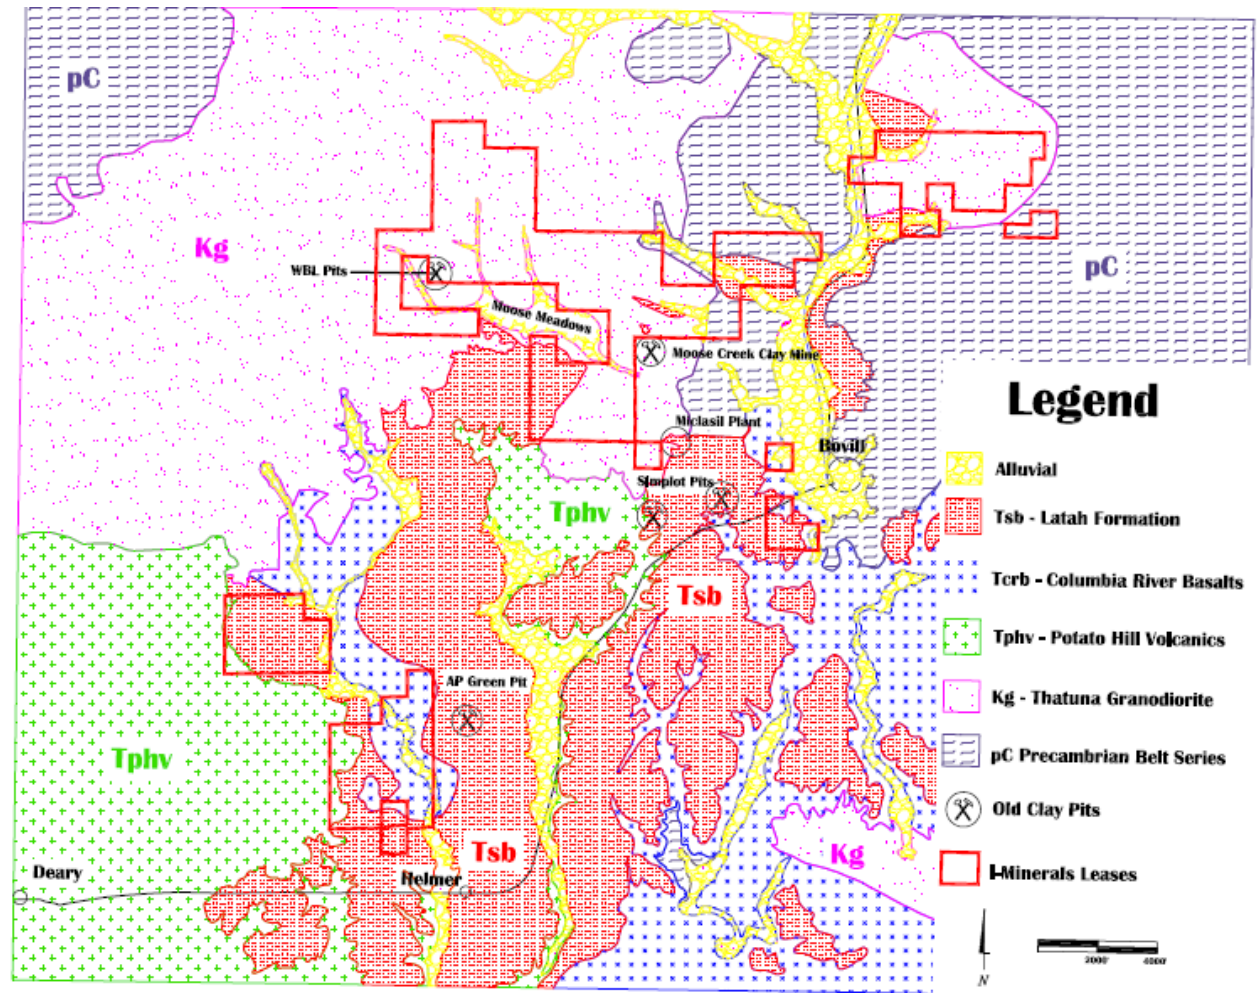 pC
Kg
WBL Pits
Moose Meadows
Moose Creek Clay Mine
pC
Miclasil Plant
Bovill
Simplot Pits
Tphv
Tsb
AP Green Pit
Tphv
Tsb
Kg
Deary
Helmer
Legend
Alluvial
Tsb - Latah Formation
Tcrb - Columbia River Basalts
Tphv - Potato Hill Volcanics
Kg - Thatuna Granodiorite
pC Precambrian Belt Series
Old Clay Pits
I-Minerals Leases
2000' 4000'
N